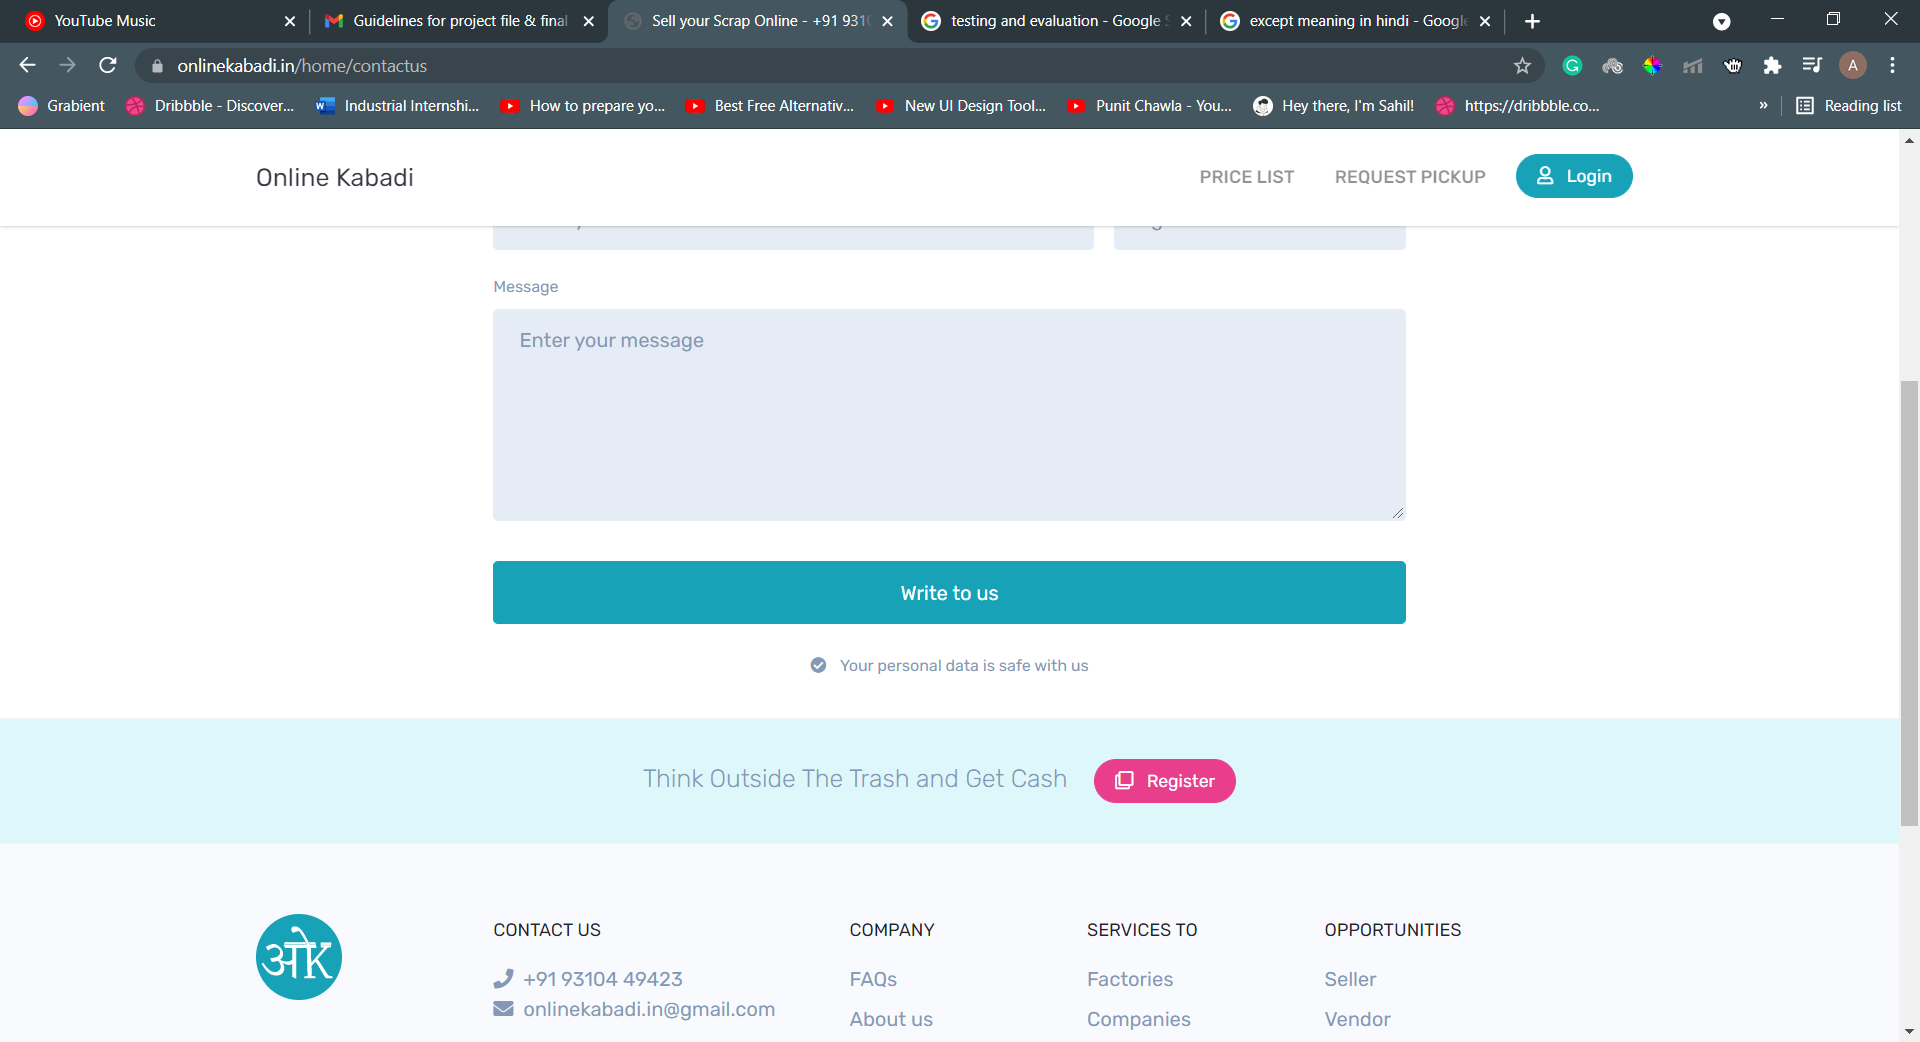 YouTube Music
Guidelines for project file & final
Sell your Scrap Online - +91 931
testing and evaluation - Google S
except meaning in hindi - Google
onlinekabadi.in/home/contactus
A
Grabient
Dribbble - Discover...
Industrial Internshi...
How to prepare yo...
Best Free Alternativ...
New UI Design Tool...
Punit Chawla - You...
Hey there, I'm Sahil!
https://dribbble.co...
»
Reading list
Online Kabadi
PRICE LIST
REQUEST PICKUP
Login
Message
Enter your message
Write to us
Your personal data is safe with us
Think Outside The Trash and Get Cash
Register
ओK
CONTACT US
+91 93104 49423
onlinekabadi.in@gmail.com
COMPANY
FAQs
About us
SERVICES TO
Factories
Companies
OPPORTUNITIES
Seller
Vendor